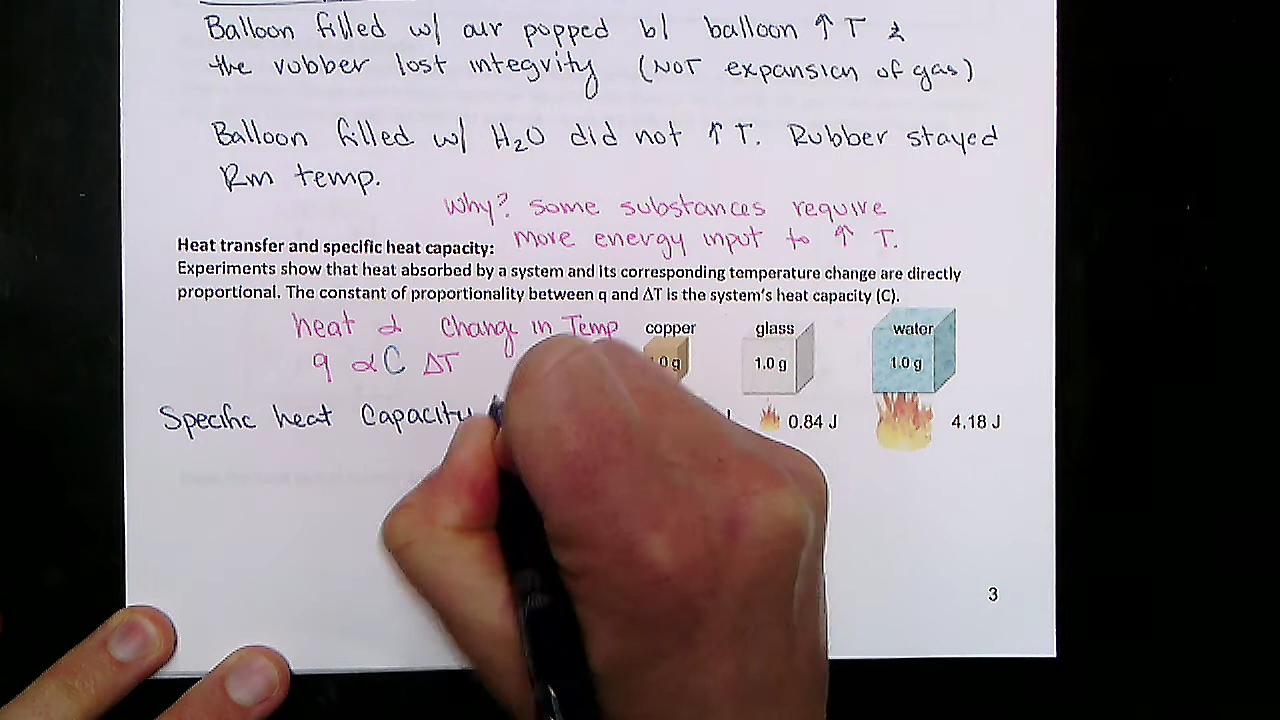 Balloon filled w/ air popped b/ balloon ↑ T &
the rubber lost integrity (NOT expansion of gas)
Balloon filled w/ H₂O did not ↑ T. Rubber stayed
Rm temp.
Why? some substances require
more energy input to ↑ T.
Heat transfer and specific heat capacity:
Experiments show that heat absorbed by a system and its corresponding temperature change are directly
proportional. The constant of proportionality between q and ΔT is the system's heat capacity (C).
heat α change in Temp
q α C ΔT
copper glass water
.0 g 1.0 g 1.0 g
Specific heat Capacity
0.84 J 4.18 J
3